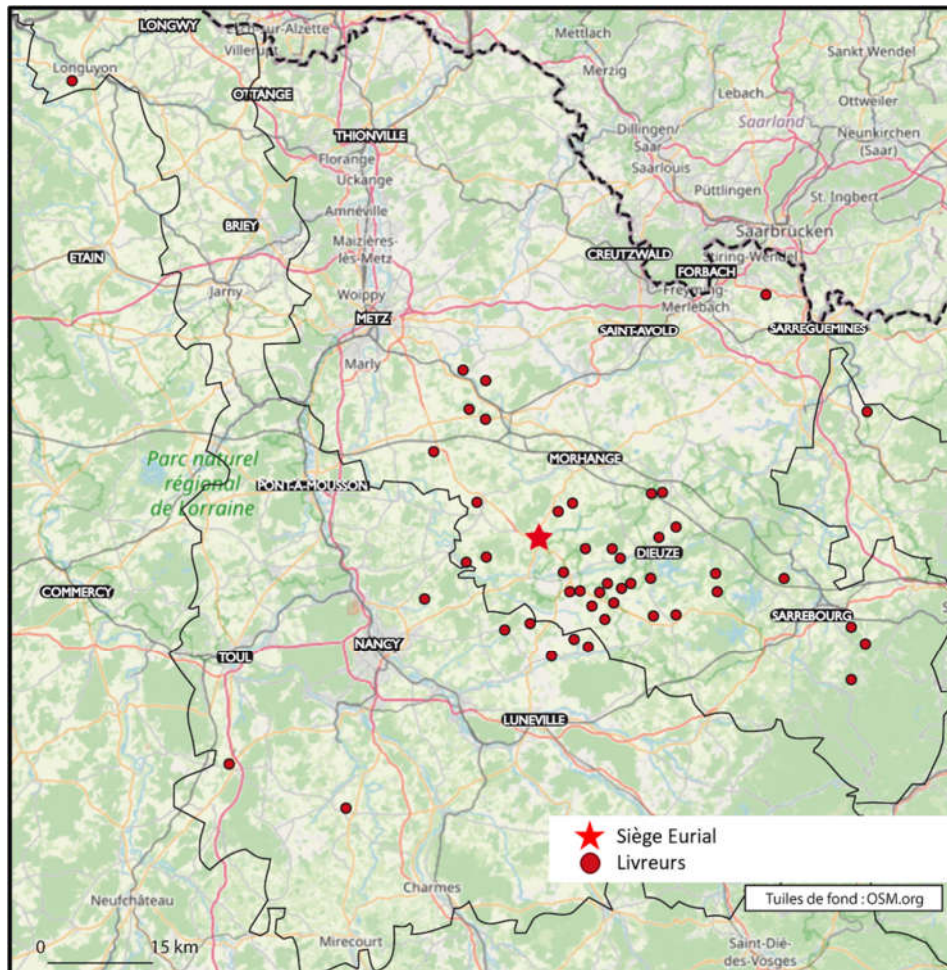 LONGWY
Esch-sur-Alzette
Villerupt
Mettlach
Sankt Wendel
Longuyon
Merzig
Lebach
Ottweiler
OTTANGE
Saarland
THIONVILLE
Dillingen/
Saar
Neunkirchen
(Saar)
Florange
Saarlouis
Uckange
Püttlingen
St. Ingbert
Amnéville
BRIEY
Saarbrücken
Maizières-
lès-Metz
ETAIN
CREUTZWALD
Stiring-Wendel
FORBACH
Jarny
Woippy
Freyming-
Merlebach
METZ
SAINT-AVOLD
SARREGUEMINES
Marly
Parc naturel
régional
de Lorraine
MORHANGE
PONT-A-MOUSSON
DIEUZE
COMMERCY
SARREBOURG
TOUL
NANCY
LUNEVILLE
Siège Eurial
Livreurs
Charmes
Tuiles de fond : OSM.org
Neufchâteau
0 15 km
Mirecourt
Saint-Dié-
des-Vosges